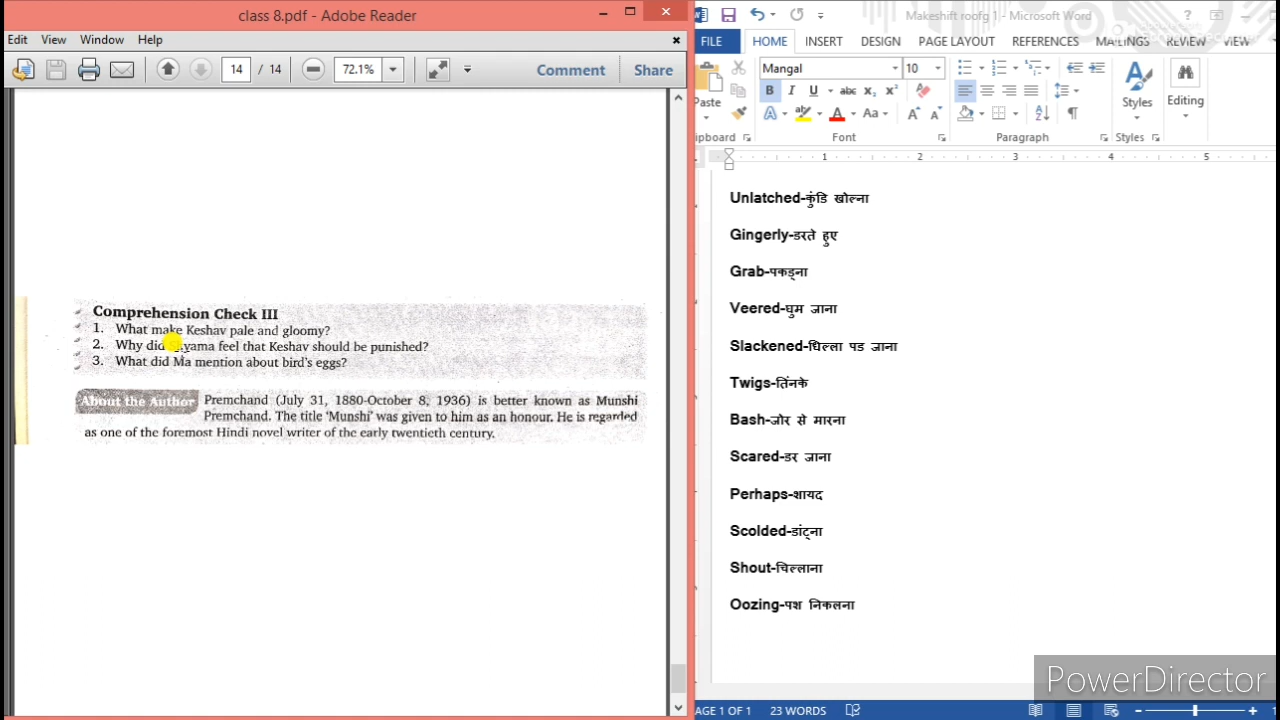 class 8.pdf - Adobe Reader
Edit View Window Help
14 / 14 72.1% Comment Share
Comprehension Check III
1. What make Keshav pale and gloomy?
2. Why did Shyama feel that Keshav should be punished?
3. What did Ma mention about bird's eggs?
About the Author Premchand (July 31, 1880-October 8, 1936) is better known as Munshi
Premchand. The title 'Munshi' was given to him as an honour. He is regarded
as one of the foremost Hindi novel writer of the early twentieth century.
Makeshift roofg 1 - Microsoft Word
FILE HOME INSERT DESIGN PAGE LAYOUT REFERENCES MAILINGS REVIEW VIEW
Mangal 10
Paste Styles Editing
lipboard Font Paragraph Styles
1 2 3 4 5
Unlatched-कुंडि खोल्ना
Gingerly-डरते हुए
Grab-पकड़्ना
Veered-घुम जाना
Slackened-धिल्ला पड जाना
Twigs-तिंनके
Bash-जोर से मारना
Scared-डर जाना
Perhaps-शायद
Scolded-डांट्ना
Shout-चिल्लाना
Oozing-पश निकलना
AGE 1 OF 1 23 WORDS
PowerDirector